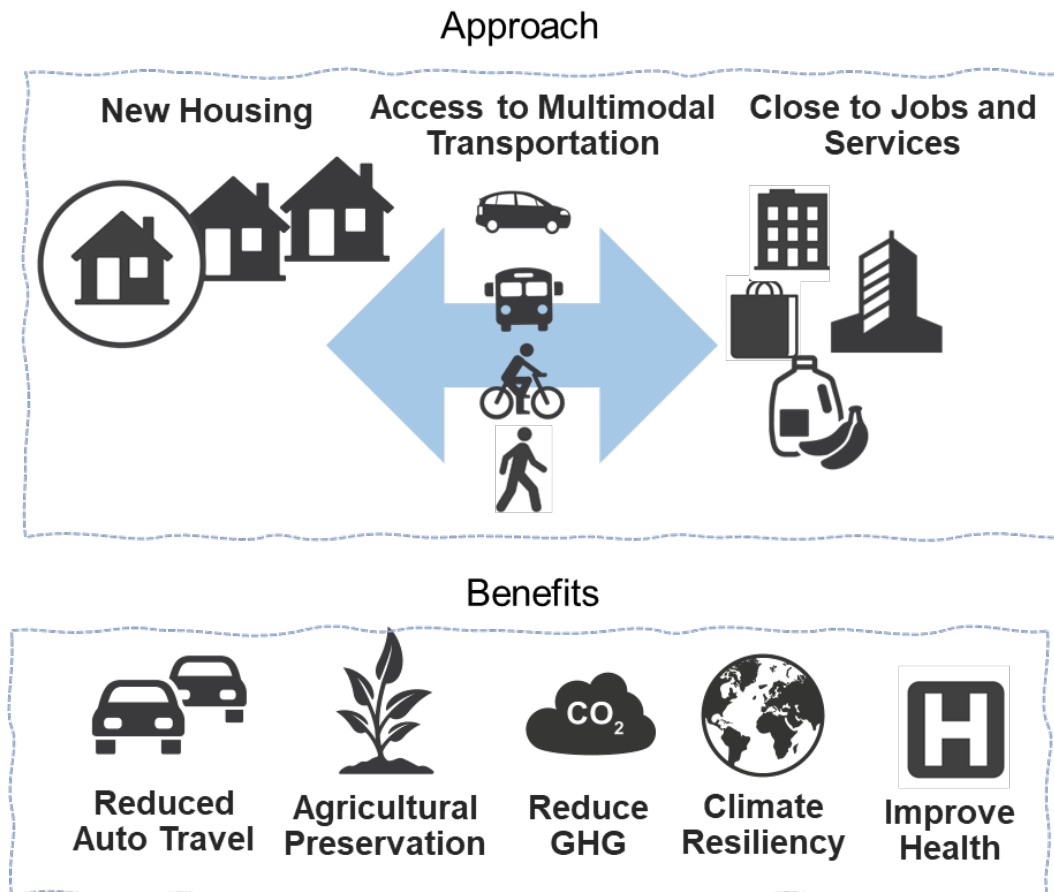 Approach
New Housing
Access to Multimodal
Transportation
Close to Jobs and
Services
Benefits
CO2
H
Reduced
Auto Travel
Agricultural
Preservation
Reduce
GHG
Climate
Resiliency
Improve
Health